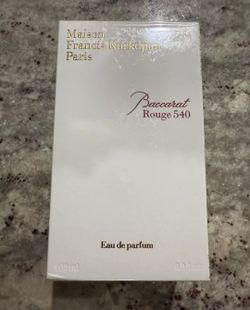 Maison
Francis Kurkdjian
Paris
Baccarat
Rouge 540
Eau de parfum